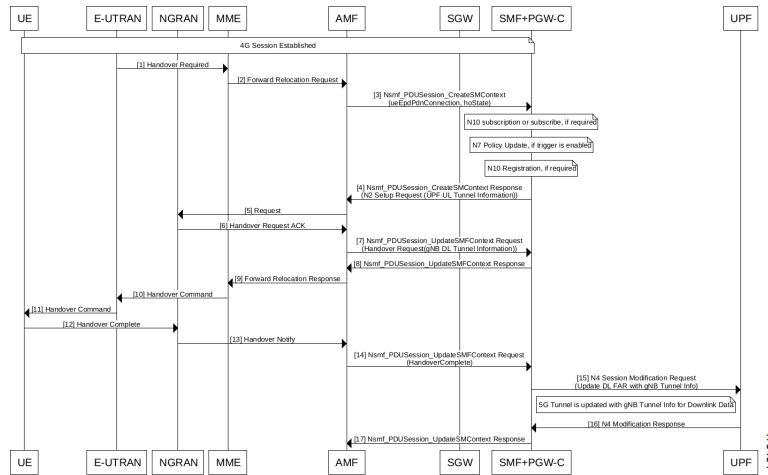 UE E-UTRAN NGRAN MME AMF SGW SMF+PGW-C UPF
4G Session Established
[1] Handover Required
[2] Forward Relocation Request
[3] Nsmf_PDUSession_CreateSMContext
(ueEpdPdnConnection, hoState)
N10 subscription or subscribe, if required
N7 Policy Update, if trigger is enabled
N10 Registration, if required
[4] Nsmf_PDUSession_CreateSMContext Response
(N2 Setup Request (UPF UL Tunnel Information))
[5] Request
[6] Handover Request ACK
[7] Nsmf_PDUSession_UpdateSMFContext Request
(Handover Request(gNB DL Tunnel Information))
[8] Nsmf_PDUSession_UpdateSMFContext Response
[9] Forward Relocation Response
[10] Handover Command
[11] Handover Command
[12] Handover Complete
[13] Handover Notify
[14] Nsmf_PDUSession_UpdateSMFContext Request
(HandoverComplete)
[15] N4 Session Modification Request
(Update DL FAR with gNB Tunnel Info)
5G Tunnel is updated with gNB Tunnel Info for Downlink Data
[16] N4 Modification Response
[17] Nsmf_PDUSession_UpdateSMContext Response
UE E-UTRAN NGRAN MME AMF SGW SMF+PGW-C UPF